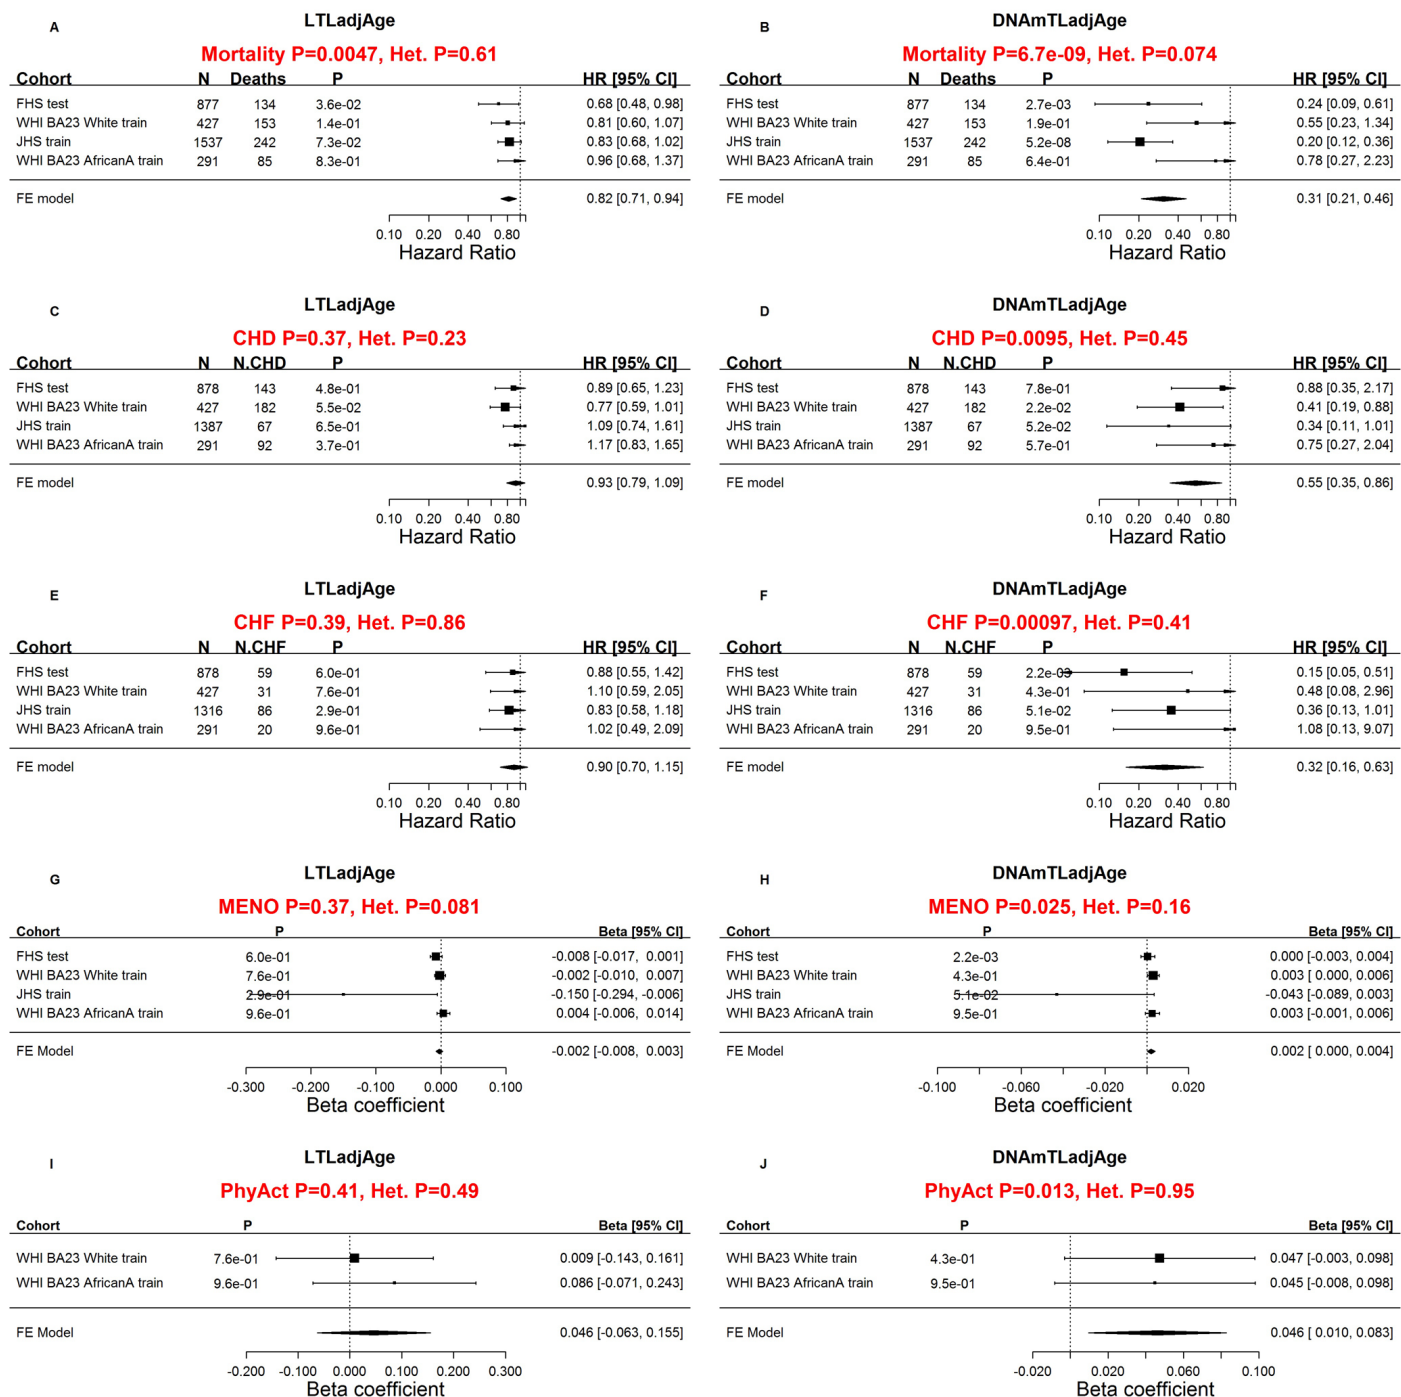 A
LTLadjAge
Mortality P=0.0047, Het. P=0.61
Cohort N Deaths P HR [95% CI]
FHS test 877 134 3.6e-02 0.68 [0.48, 0.98]
WHI BA23 White train 427 153 1.4e-01 0.81 [0.60, 1.07]
JHS train 1537 242 7.3e-02 0.83 [0.68, 1.02]
WHI BA23 AfricanA train 291 85 8.3e-01 0.96 [0.68, 1.37]
FE model 0.82 [0.71, 0.94]
0.10 0.20 0.40 0.80
Hazard Ratio
B
DNAmTLadjAge
Mortality P=6.7e-09, Het. P=0.074
Cohort N Deaths P HR [95% CI]
FHS test 877 134 2.7e-03 0.24 [0.09, 0.61]
WHI BA23 White train 427 153 1.9e-01 0.55 [0.23, 1.34]
JHS train 1537 242 5.2e-08 0.20 [0.12, 0.36]
WHI BA23 AfricanA train 291 85 6.4e-01 0.78 [0.27, 2.23]
FE model 0.31 [0.21, 0.46]
0.10 0.20 0.40 0.80
Hazard Ratio
C
LTLadjAge
CHD P=0.37, Het. P=0.23
Cohort N N.CHD P HR [95% CI]
FHS test 878 143 4.8e-01 0.89 [0.65, 1.23]
WHI BA23 White train 427 182 5.5e-02 0.77 [0.59, 1.01]
JHS train 1387 67 6.5e-01 1.09 [0.74, 1.61]
WHI BA23 AfricanA train 291 92 3.7e-01 1.17 [0.83, 1.65]
FE model 0.93 [0.79, 1.09]
0.10 0.20 0.40 0.80
Hazard Ratio
D
DNAmTLadjAge
CHD P=0.0095, Het. P=0.45
Cohort N N.CHD P HR [95% CI]
FHS test 878 143 7.8e-01 0.88 [0.35, 2.17]
WHI BA23 White train 427 182 2.2e-02 0.41 [0.19, 0.88]
JHS train 1387 67 5.2e-02 0.34 [0.11, 1.01]
WHI BA23 AfricanA train 291 92 5.7e-01 0.75 [0.27, 2.04]
FE model 0.55 [0.35, 0.86]
0.10 0.20 0.40 0.80
Hazard Ratio
E
LTLadjAge
CHF P=0.39, Het. P=0.86
Cohort N N.CHF P HR [95% CI]
FHS test 878 59 6.0e-01 0.88 [0.55, 1.42]
WHI BA23 White train 427 31 7.6e-01 1.10 [0.59, 2.05]
JHS train 1316 86 2.9e-01 0.83 [0.58, 1.18]
WHI BA23 AfricanA train 291 20 9.6e-01 1.02 [0.49, 2.09]
FE model 0.90 [0.70, 1.15]
0.10 0.20 0.40 0.80
Hazard Ratio
F
DNAmTLadjAge
CHF P=0.00097, Het. P=0.41
Cohort N N.CHF P HR [95% CI]
FHS test 878 59 2.2e-03 0.15 [0.05, 0.51]
WHI BA23 White train 427 31 4.3e-01 0.48 [0.08, 2.96]
JHS train 1316 86 5.1e-02 0.36 [0.13, 1.01]
WHI BA23 AfricanA train 291 20 9.5e-01 1.08 [0.13, 9.07]
FE model 0.32 [0.16, 0.63]
0.10 0.20 0.40 0.80
Hazard Ratio
G
LTLadjAge
MENO P=0.37, Het. P=0.081
Cohort P Beta [95% CI]
FHS test 6.0e-01 -0.008 [-0.017, 0.001]
WHI BA23 White train 7.6e-01 -0.002 [-0.010, 0.007]
JHS train 2.9e-01 -0.150 [-0.294, -0.006]
WHI BA23 AfricanA train 9.6e-01 0.004 [-0.006, 0.014]
FE Model -0.002 [-0.008, 0.003]
-0.300 -0.200 -0.100 0.000 0.100
Beta coefficient
H
DNAmTLadjAge
MENO P=0.025, Het. P=0.16
Cohort P Beta [95% CI]
FHS test 2.2e-03 0.000 [-0.003, 0.004]
WHI BA23 White train 4.3e-01 0.003 [ 0.000, 0.006]
JHS train 5.1e-02 -0.043 [-0.089, 0.003]
WHI BA23 AfricanA train 9.5e-01 0.003 [-0.001, 0.006]
FE Model 0.002 [ 0.000, 0.004]
-0.100 -0.060 -0.020 0.020
Beta coefficient
I
LTLadjAge
PhyAct P=0.41, Het. P=0.49
Cohort P Beta [95% CI]
WHI BA23 White train 7.6e-01 0.009 [-0.143, 0.161]
WHI BA23 AfricanA train 9.6e-01 0.086 [-0.071, 0.243]
FE Model 0.046 [-0.063, 0.155]
-0.200 -0.100 0.000 0.100 0.200 0.300
Beta coefficient
J
DNAmTLadjAge
PhyAct P=0.013, Het. P=0.95
Cohort P Beta [95% CI]
WHI BA23 White train 4.3e-01 0.047 [-0.003, 0.098]
WHI BA23 AfricanA train 9.5e-01 0.045 [-0.008, 0.098]
FE Model 0.046 [ 0.010, 0.083]
-0.020 0.020 0.060 0.100
Beta coefficient